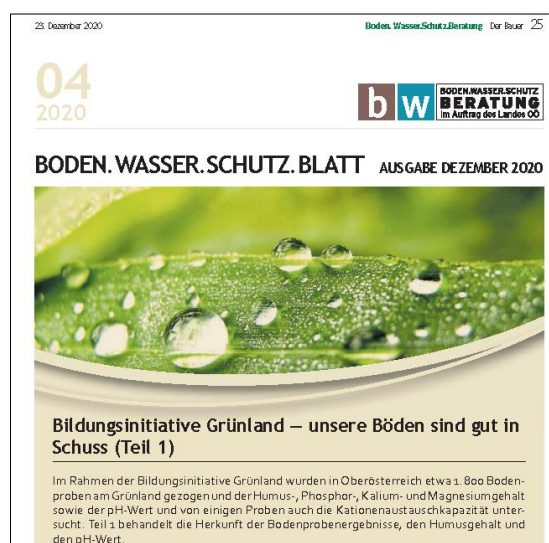 23. Dezember 2020
Boden.Wasser.Schutz.Beratung Der Bauer 25
04
2020
b w
BODEN.WASSER.SCHUTZ
BERATUNG
Im Auftrag des Landes OÖ
BODEN.WASSER.SCHUTZ.BLATT AUSGABE DEZEMBER 2020
Bildungsinitiative Grünland – unsere Böden sind gut in
Schuss (Teil 1)
Im Rahmen der Bildungsinitiative Grünland wurden in Oberösterreich etwa 1.800 Boden-
proben am Grünland gezogen und der Humus-, Phosphor-, Kalium- und Magnesiumgehalt
sowie der pH-Wert und von einigen Proben auch die Kationenaustauschkapazität unter-
sucht. Teil 1 behandelt die Herkunft der Bodenprobenergebnisse, den Humusgehalt und
den pH-Wert.